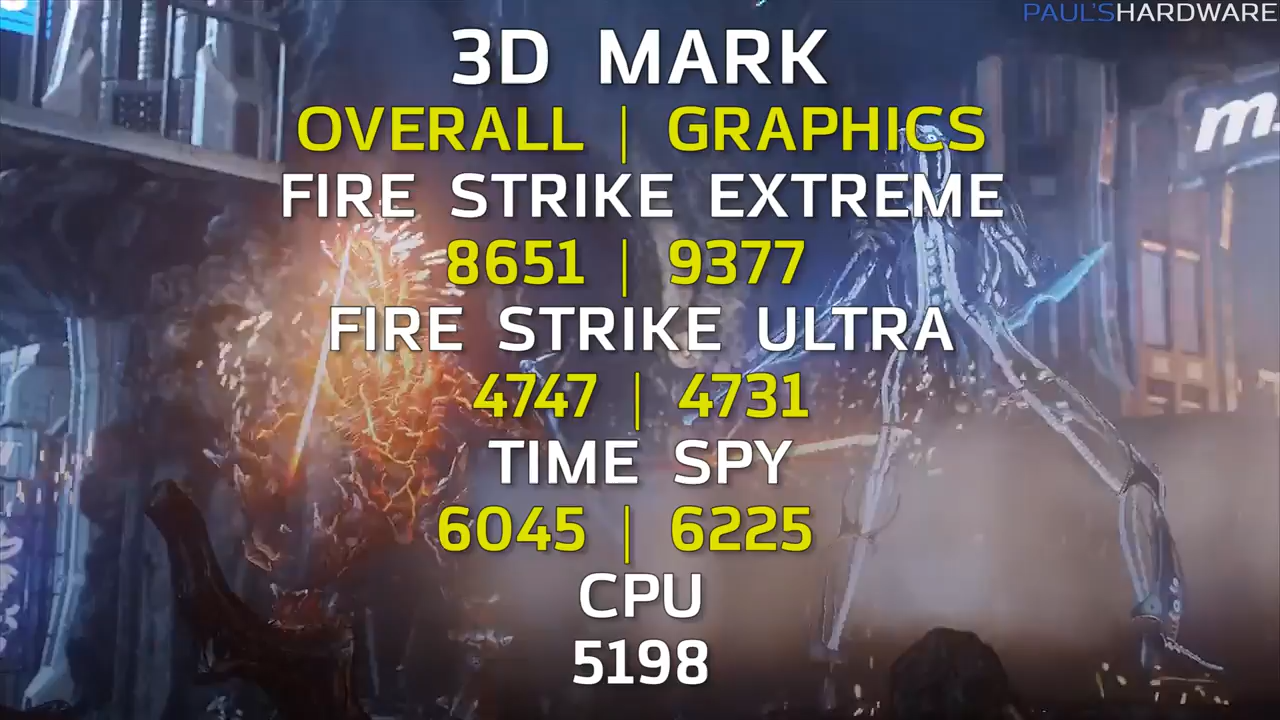 PAUL'SHARDWARE
3D MARK
OVERALL | GRAPHICS
FIRE STRIKE EXTREME
8651 | 9377
FIRE STRIKE ULTRA
4747 | 4731
TIME SPY
6045 | 6225
CPU
5198